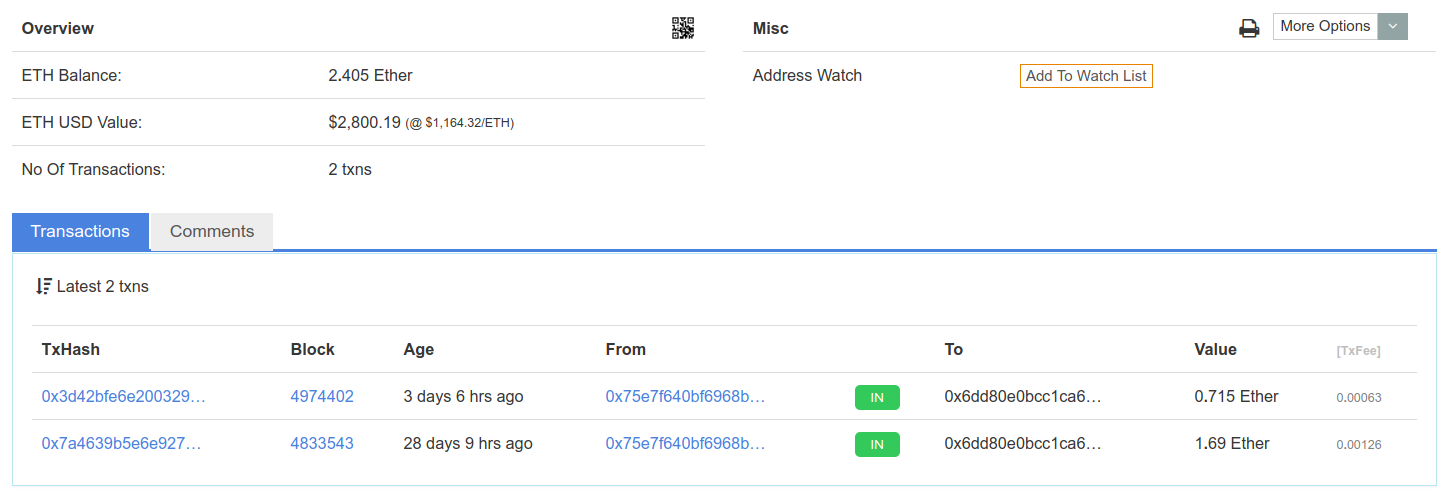 Overview
Misc
More Options
ETH Balance: 2.405 Ether
Address Watch Add To Watch List
ETH USD Value: $2,800.19 (@ $1,164.32/ETH)
No Of Transactions: 2 txns
Transactions Comments
Latest 2 txns
TxHash Block Age From To Value [TxFee]
0x3d42bfe6e200329… 4974402 3 days 6 hrs ago 0x75e7f640bf6968b… IN 0x6dd80e0bcc1ca6… 0.715 Ether 0.00063
0x7a4639b5e6e927… 4833543 28 days 9 hrs ago 0x75e7f640bf6968b… IN 0x6dd80e0bcc1ca6… 1.69 Ether 0.00126